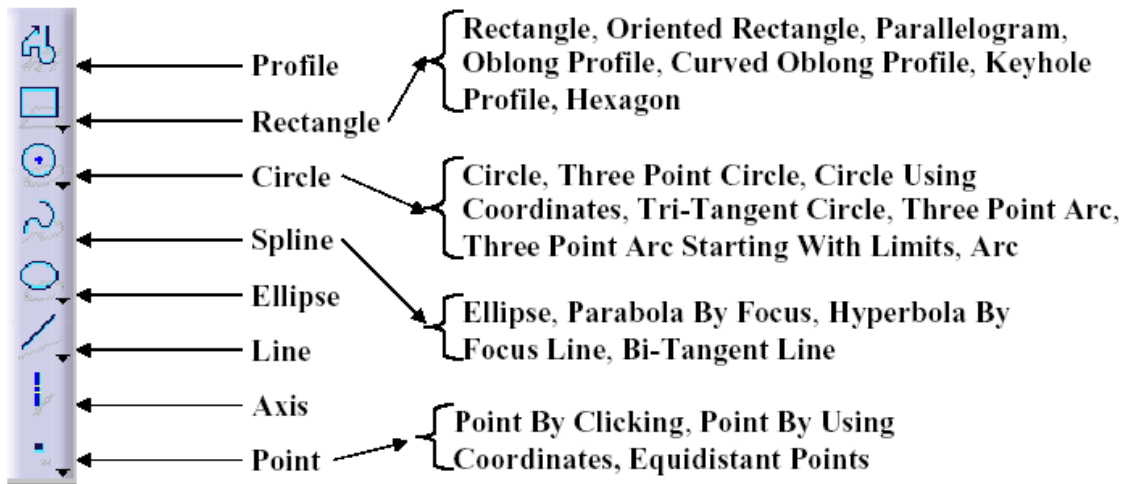 Profile
Rectangle
Circle
Spline
Ellipse
Line
Axis
Point
Rectangle, Oriented Rectangle, Parallelogram,
Oblong Profile, Curved Oblong Profile, Keyhole
Profile, Hexagon
Circle, Three Point Circle, Circle Using
Coordinates, Tri-Tangent Circle, Three Point Arc,
Three Point Arc Starting With Limits, Arc
Ellipse, Parabola By Focus, Hyperbola By
Focus Line, Bi-Tangent Line
Point By Clicking, Point By Using
Coordinates, Equidistant Points